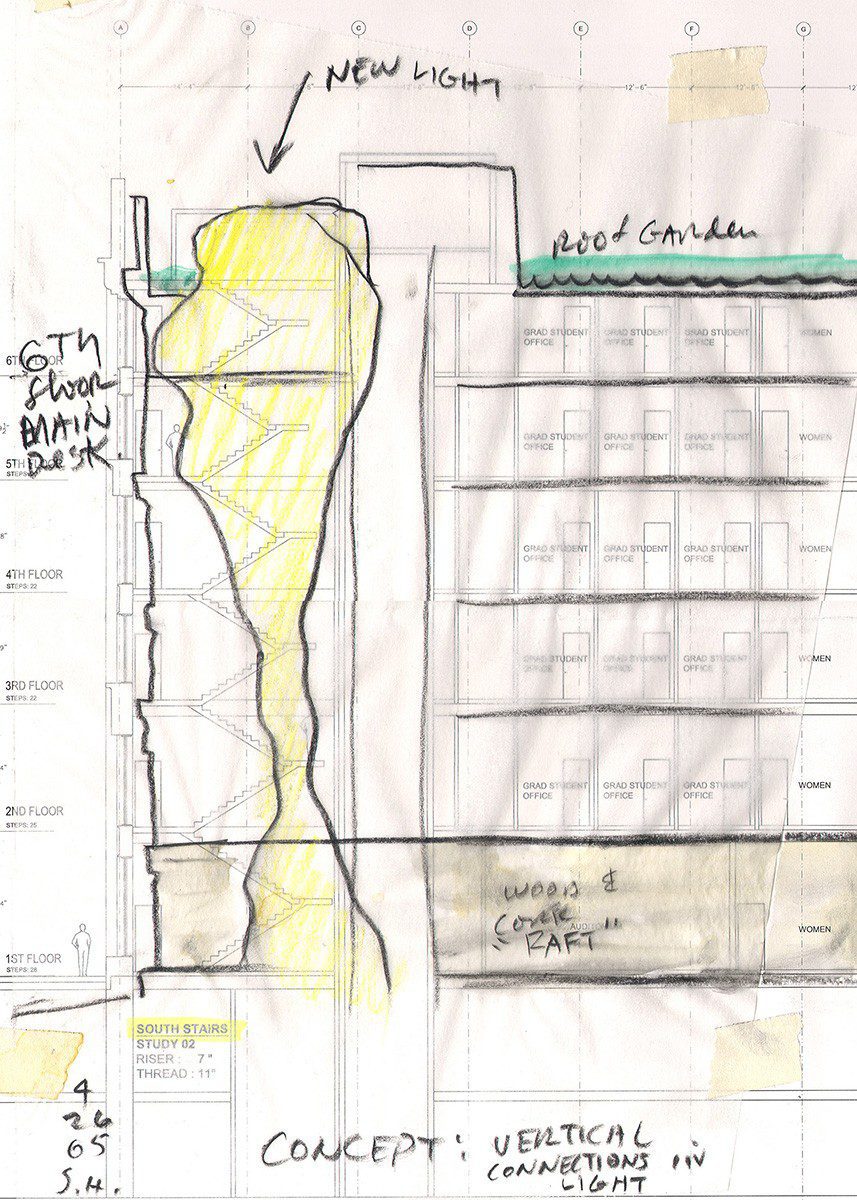 A B C D E F G
NEW LIGHT
12'-6" 12'-6"
ROOF GARDEN
GRAD STUDENT OFFICE GRAD STUDENT OFFICE GRAD STUDENT OFFICE WOMEN
6TH FLOOR
6TH
FLOOR
MAIN
DESK
GRAD STUDENT OFFICE GRAD STUDENT OFFICE GRAD STUDENT OFFICE WOMEN
5TH FLOOR
STEPS:
GRAD STUDENT OFFICE GRAD STUDENT OFFICE GRAD STUDENT OFFICE WOMEN
4TH FLOOR
STEPS: 22
GRAD STUDENT OFFICE GRAD STUDENT OFFICE GRAD STUDENT OFFICE WOMEN
3RD FLOOR
STEPS: 22
GRAD STUDENT OFFICE GRAD STUDENT OFFICE GRAD STUDENT OFFICE WOMEN
2ND FLOOR
STEPS: 25
WOOD &
CORK
"RAFT"
WOMEN
1ST FLOOR
STEPS: 28
SOUTH STAIRS
STUDY 02
RISER : 7"
THREAD : 11"
4
26
05
S.H.
CONCEPT: VERTICAL
CONNECTIONS IN
LIGHT